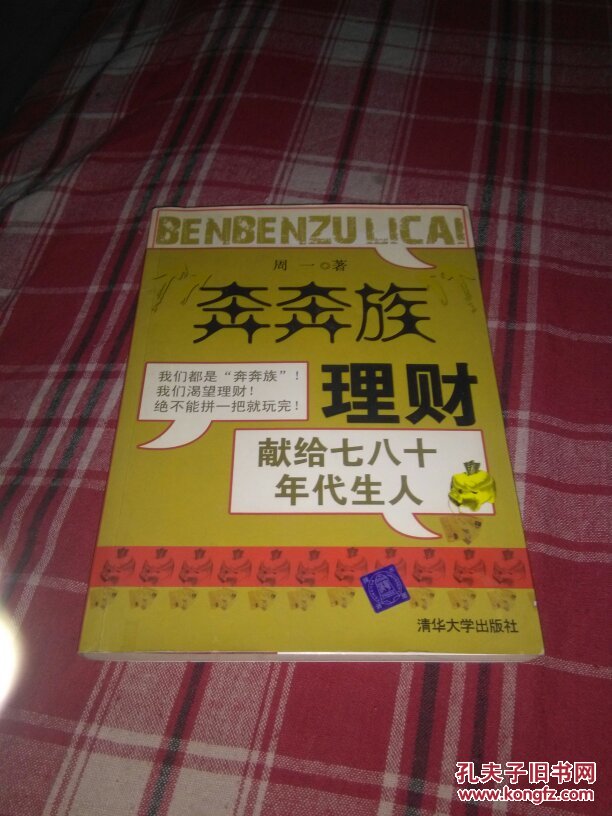 BENBENZU LICAI
周一◎著
“奔奔族”
理财
我们都是“奔奔族”！
我们渴望理财！
绝不能拼一把就玩完！
献给七八十
年代生人
清华大学出版社
孔夫子旧书网
www.kongfz.com